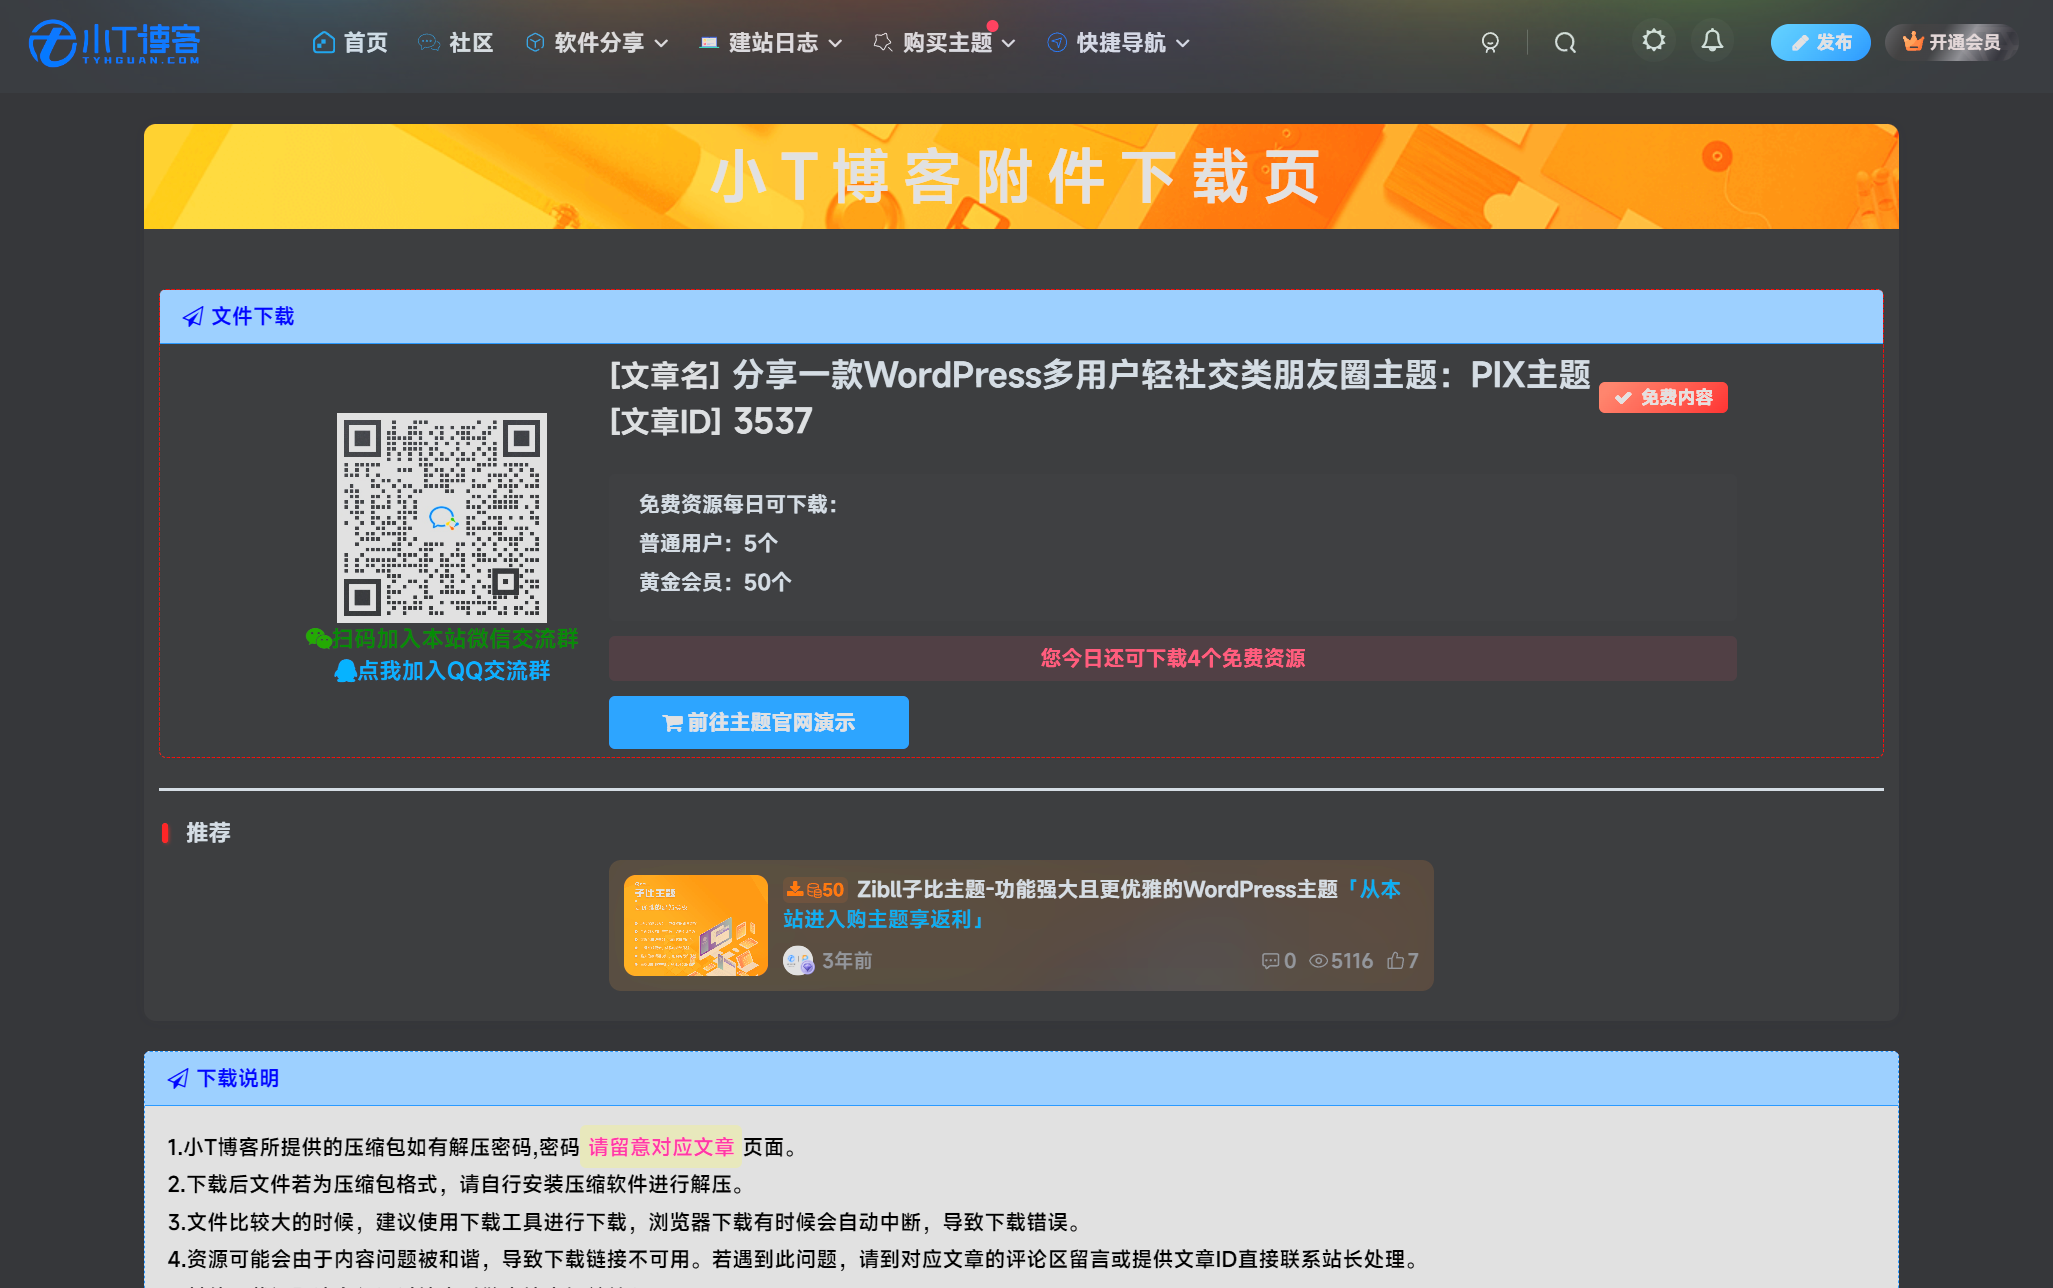 小T博客
TYHGUAN.COM
首页
社区
软件分享
建站日志
购买主题
快捷导航
发布
开通会员
小T博客附件下载页
文件下载
[文章名] 分享一款WordPress多用户轻社交类朋友圈主题：PIX主题
免费内容
[文章ID] 3537
免费资源每日可下载：
普通用户：5个
黄金会员：50个
扫码加入本站微信交流群
点我加入QQ交流群
您今日还可下载4个免费资源
前往主题官网演示
推荐
子比主题
50 Zibll子比主题-功能强大且更优雅的WordPress主题「从本
站进入购主题享返利」
3年前
0 5116 7
下载说明
1.小T博客所提供的压缩包如有解压密码,密码 请留意对应文章 页面。
2.下载后文件若为压缩包格式，请自行安装压缩软件进行解压。
3.文件比较大的时候，建议使用下载工具进行下载，浏览器下载有时候会自动中断，导致下载错误。
4.资源可能会由于内容问题被和谐，导致下载链接不可用。若遇到此问题，请到对应文章的评论区留言或提供文章ID直接联系站长处理。